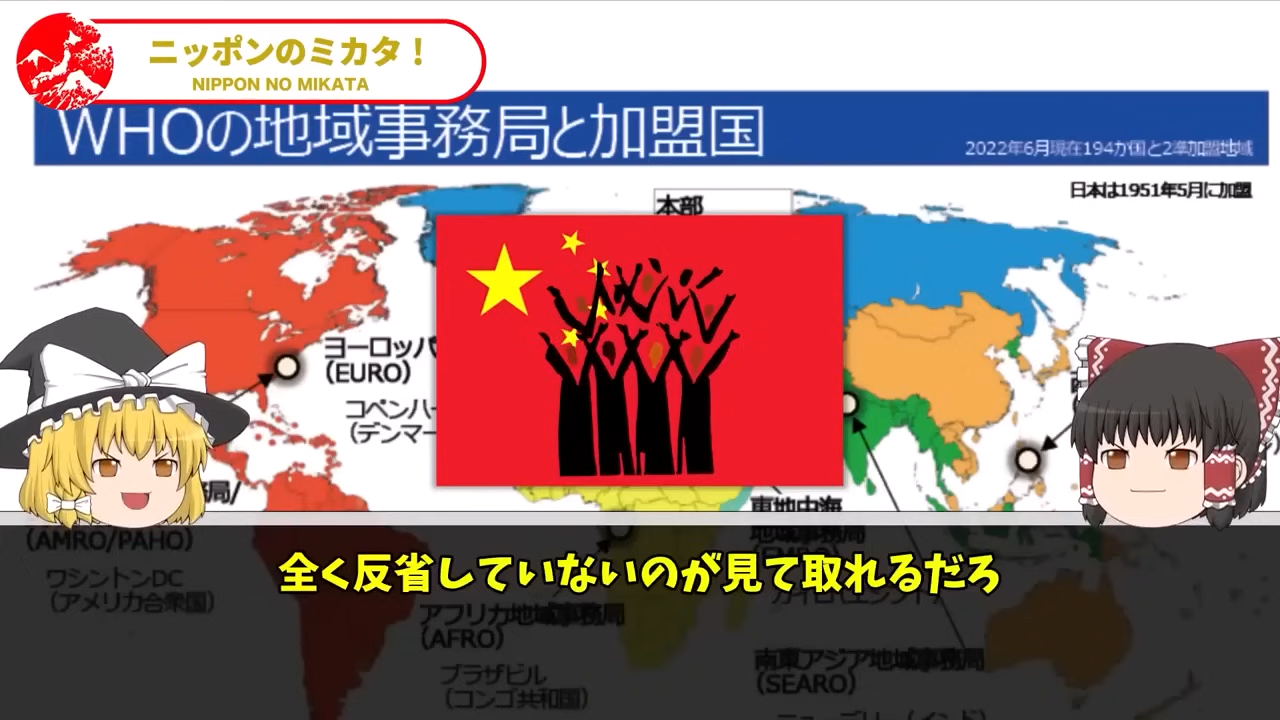 ニッポンのミカタ！
NIPPON NO MIKATA
WHOの地域事務局と加盟国
2022年6月現在194か国と2準加盟地域
日本は1951年5月に加盟
本部
ヨーロッパ
(EURO)
コペンハー
(デンマー
局/
(AMRO/PAHO)
ワシントンDC
(アメリカ合衆国)
東地中海
地域事務局
アフリカ地域事務局
(AFRO)
ブラザビル
(コンゴ共和国)
南東アジア地域事務局
(SEARO)
全く反省していないのが見て取れるだろ